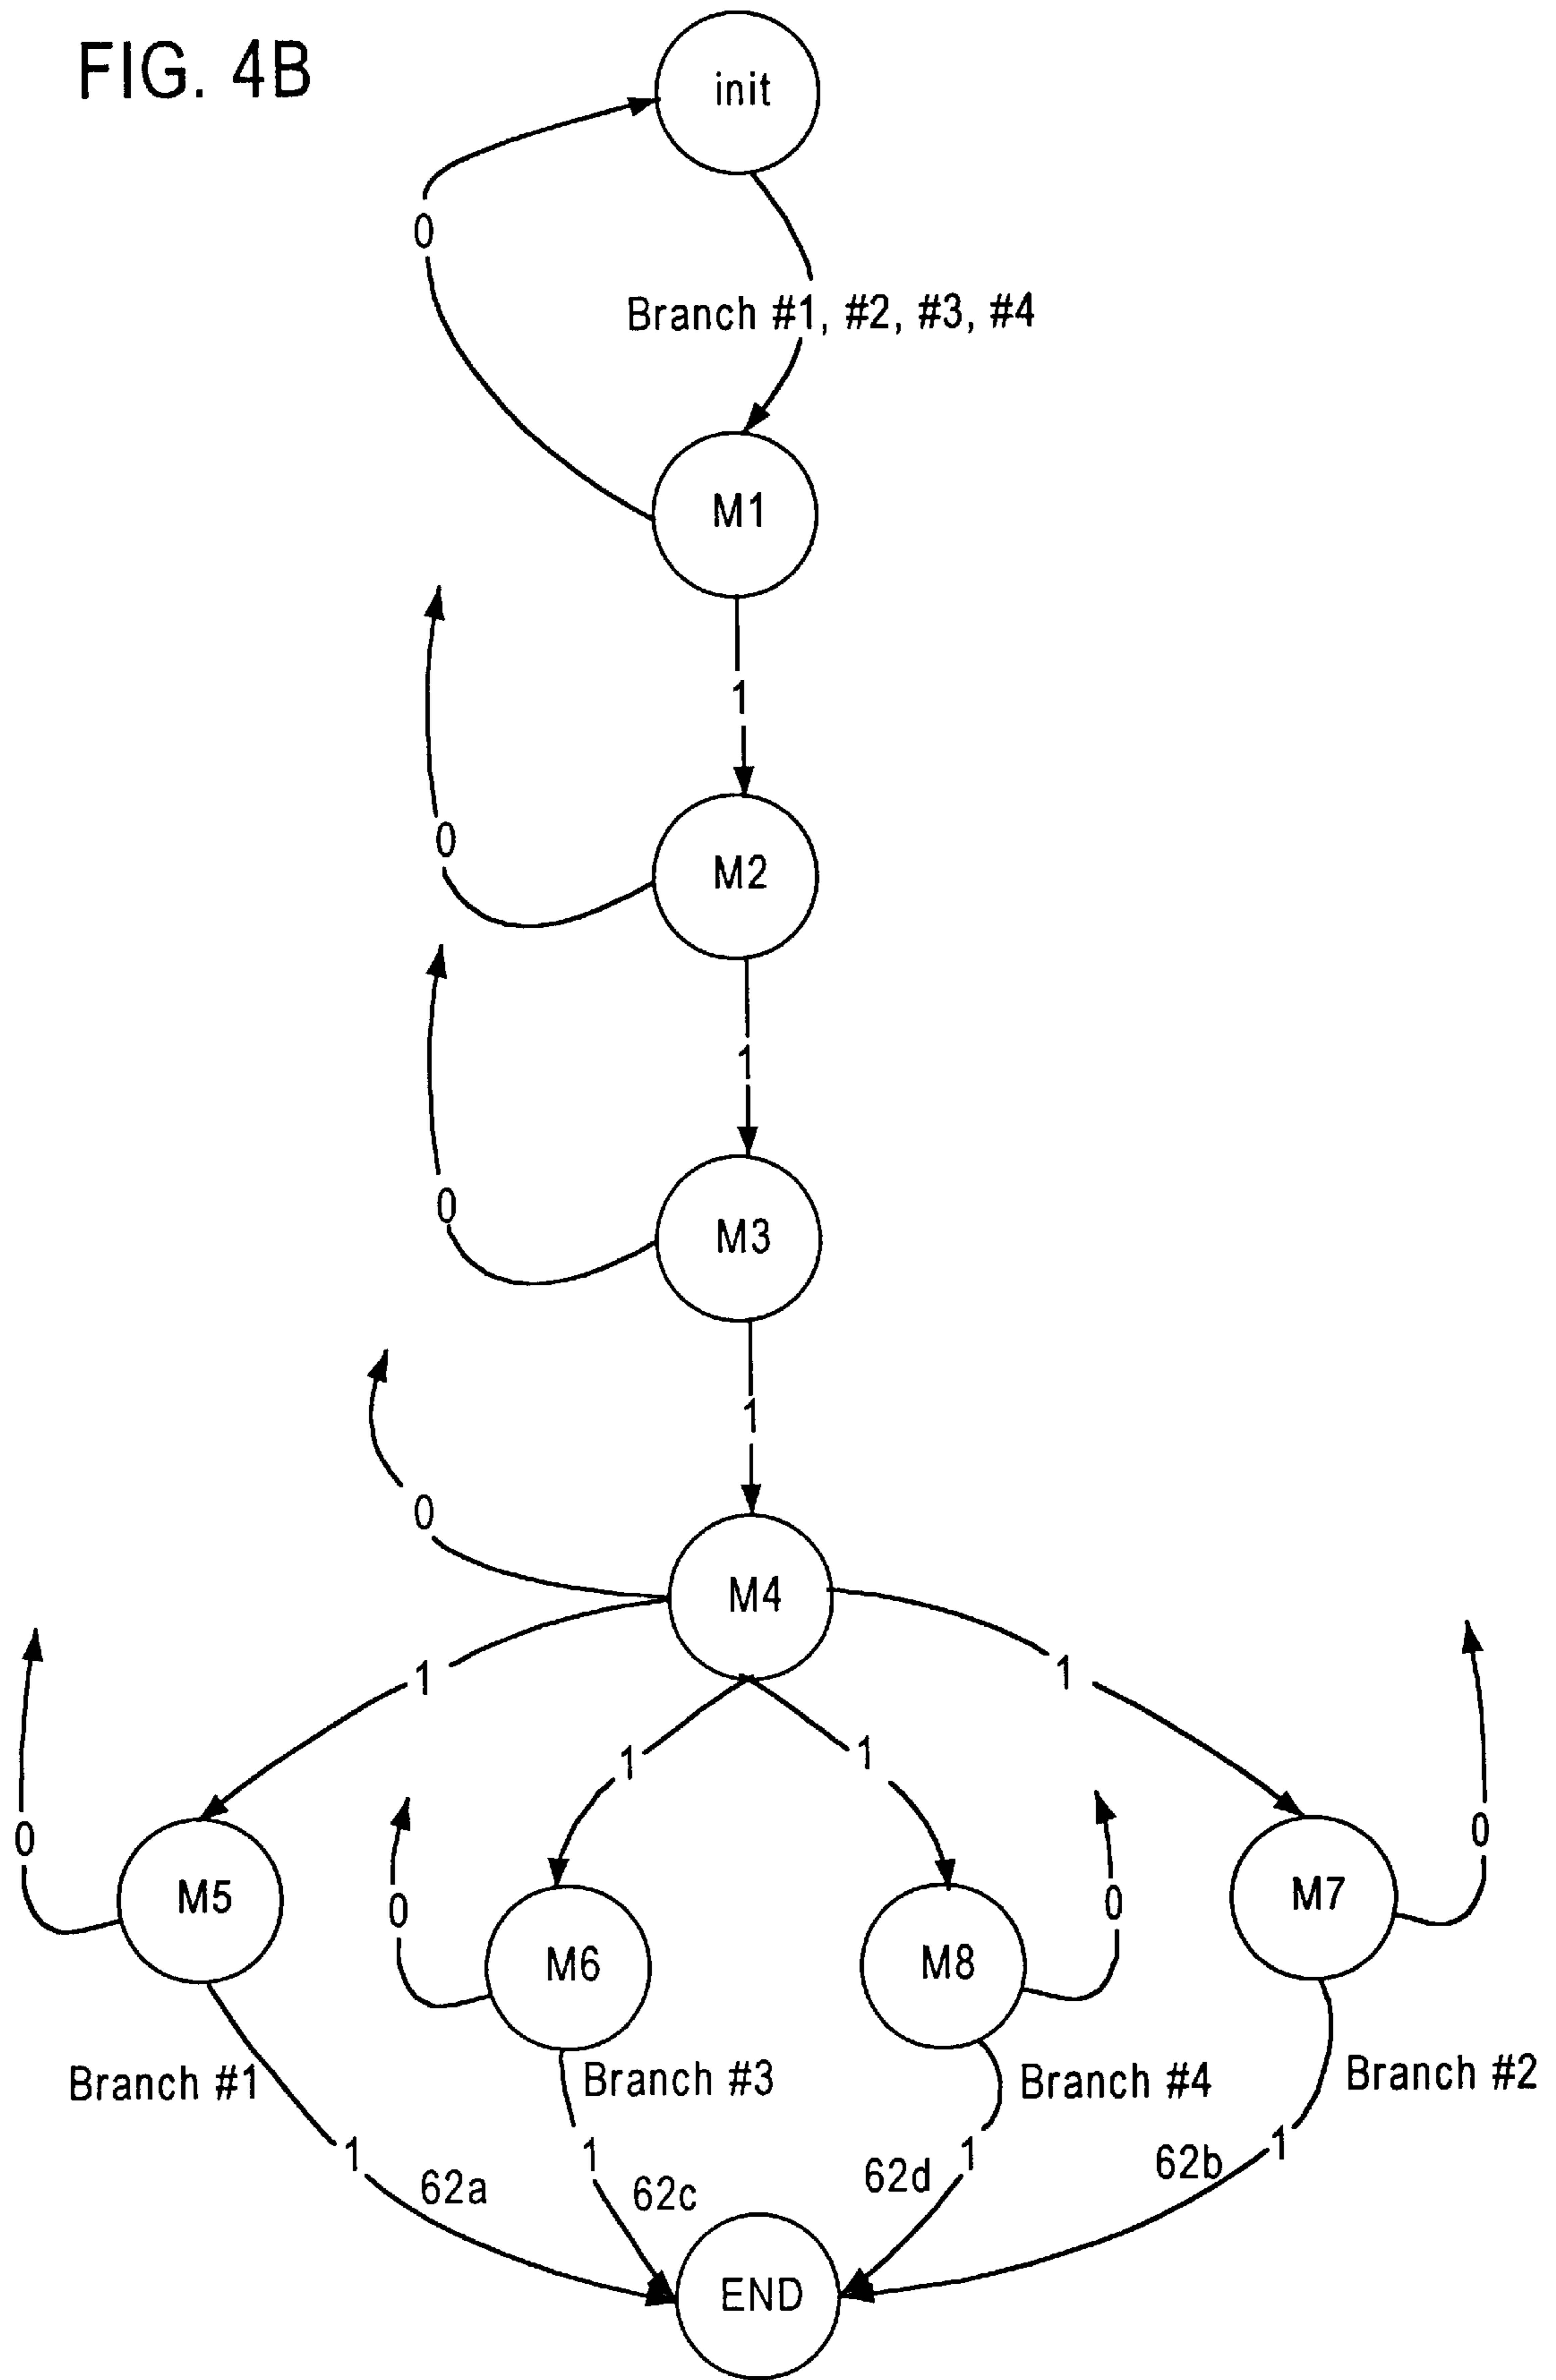 FIG. 4B
init
0
Branch #1, #2, #3, #4
M1
1
0
M2
1
0
M3
1
0
M4
1
1
1
1
0
0
0
0
M5
M6
M8
M7
Branch #1
Branch #3
Branch #4
Branch #2
1
1
1
1
62a
62c
62d
62b
END